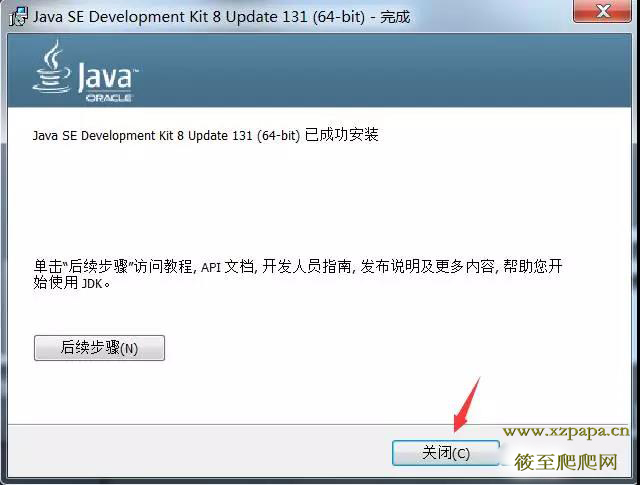 Java SE Development Kit 8 Update 131 (64-bit) - 完成
Java™
ORACLE
Java SE Development Kit 8 Update 131 (64-bit) 已成功安装
单击“后续步骤”访问教程, API 文档, 开发人员指南, 发布说明及更多内容, 帮助您开
始使用 JDK。
后续步骤(N)
关闭(C)
www.xzpapa.cn
筱至爬爬网